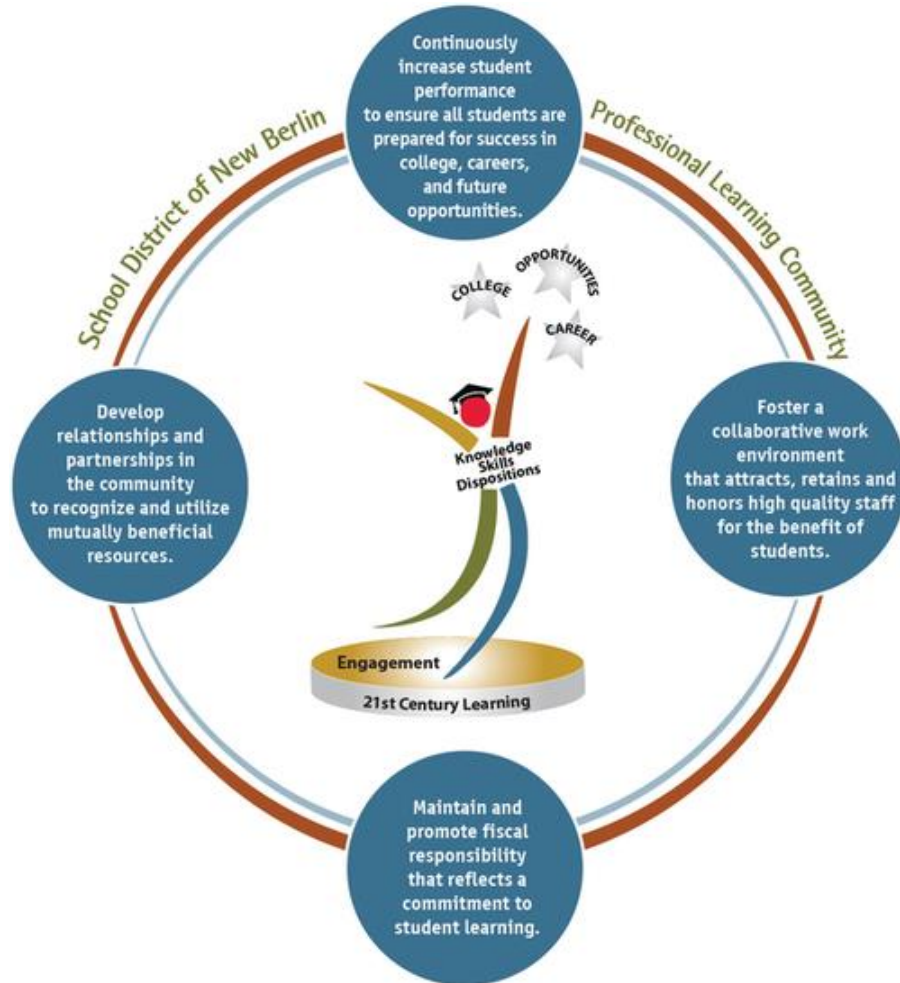 Continuously
increase student
performance
to ensure all students are
prepared for success in
college, careers,
and future
opportunities.
School District of New Berlin
Professional Learning Community
COLLEGE
OPPORTUNITIES
CAREER
Develop
relationships and
partnerships in
the community
to recognize and utilize
mutually beneficial
resources.
Knowledge
Skills
Dispositions
Foster a
collaborative work
environment
that attracts, retains and
honors high quality staff
for the benefit of
students.
Engagement
21st Century Learning
Maintain and
promote fiscal
responsibility
that reflects a
commitment to
student learning.